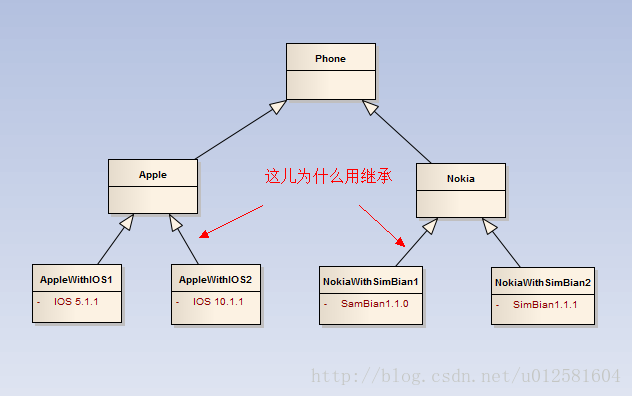 Phone
Apple
这儿为什么用继承
Nokia
AppleWithIOS1
- IOS 5.1.1
AppleWithIOS2
- IOS 10.1.1
NokiaWithSimBian1
- SamBian1.1.0
NokiaWithSimBian2
- SimBian1.1.1
http://blog.csdn.net/u012581604